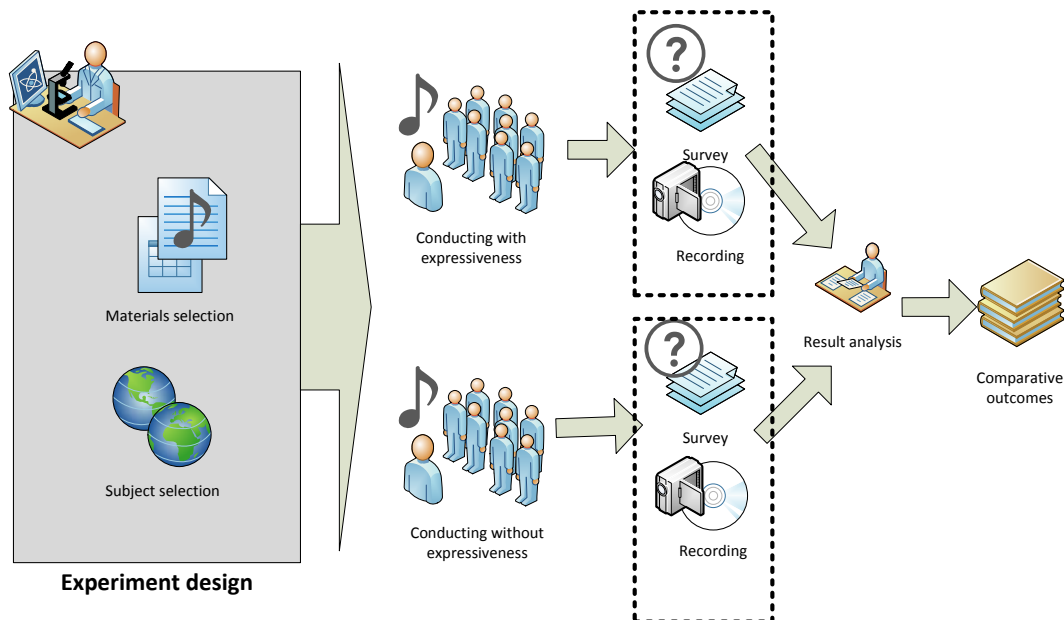 Materials selection
Subject selection
Experiment design
Conducting with
expressiveness
?
Survey
Recording
Conducting without
expressiveness
?
Survey
Recording
Result analysis
Comparative
outcomes